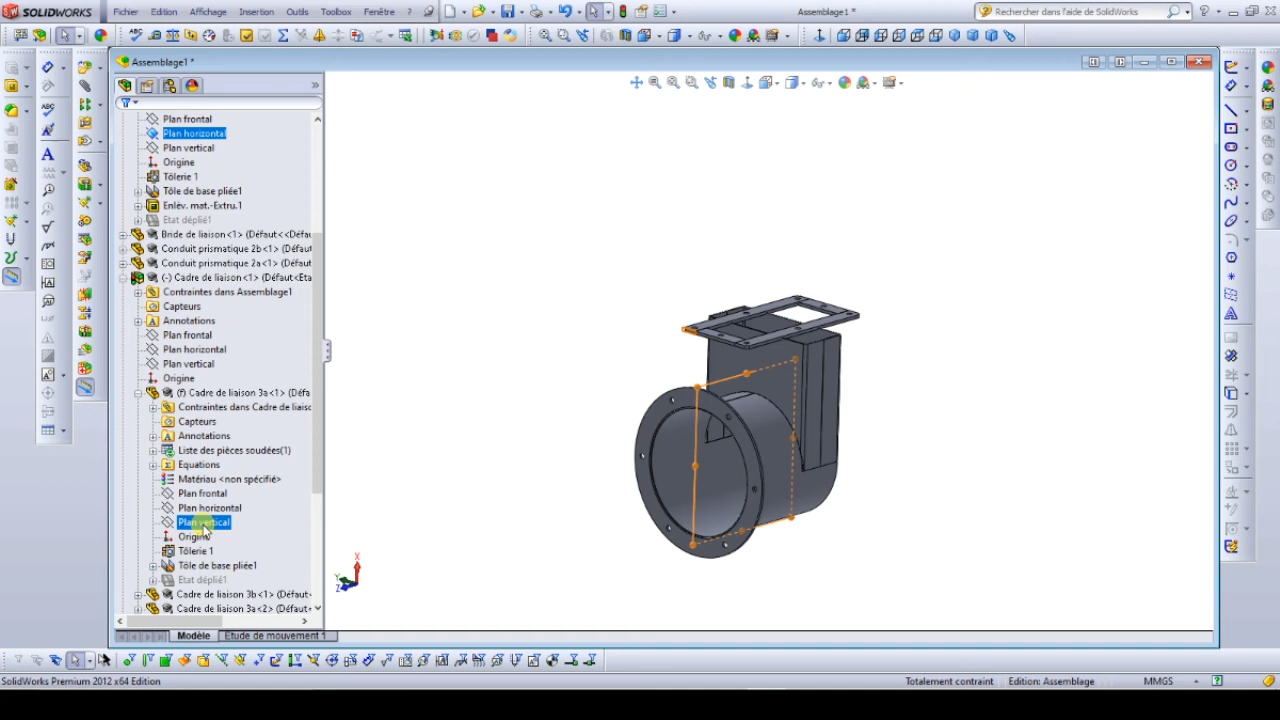 SOLIDWORKS
Fichier Edition Affichage Insertion Outils Toolbox Fenêtre ?
Assemblage1 *
Rechercher dans l'aide de SolidWorks
Assemblage1 *
Plan frontal
Plan horizontal
Plan vertical
Origine
Tôlerie 1
Tôle de base pliée1
Enlèv. mat.-Extru.1
Etat déplié1
Bride de liaison<1> (Défaut<<Défau
Conduit prismatique 2b<1> (Défaut
Conduit prismatique 2a<1> (Défaut
(-) Cadre de liaison<1> (Défaut<Eta
Contraintes dans Assemblage1
Capteurs
Annotations
Plan frontal
Plan horizontal
Plan vertical
Origine
(f) Cadre de liaison 3a<1> (Défa
Contraintes dans Cadre de liaiso
Capteurs
Annotations
Liste des pièces soudées(1)
Equations
Matériau <non spécifié>
Plan frontal
Plan horizontal
Plan vertical
Origine
Tôlerie 1
Tôle de base pliée1
Etat déplié1
Cadre de liaison 3b<1> (Défaut<
Cadre de liaison 3a<2> (Défaut<
X
Y
Z
Modèle Etude de mouvement 1
SolidWorks Premium 2012 x64 Edition
Totalement contraint Edition: Assemblage MMGS